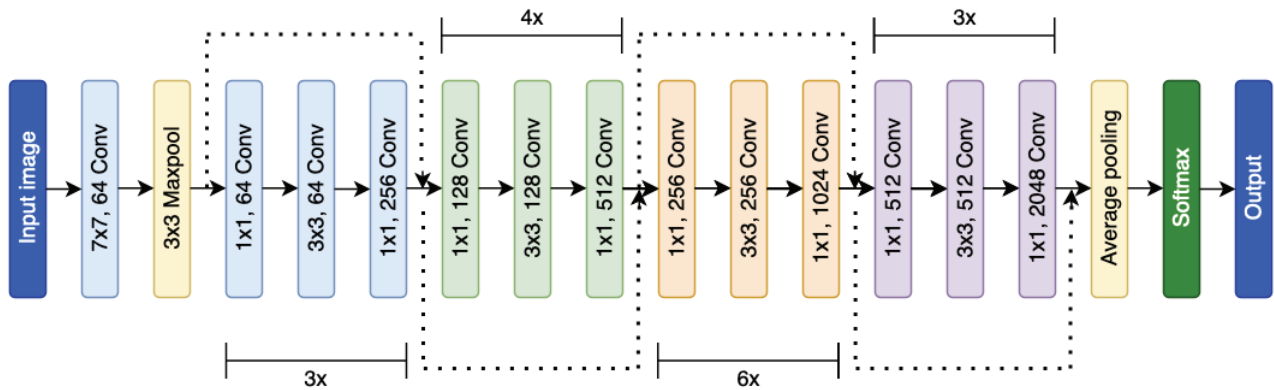 4x
3x
Input image
7x7, 64 Conv
3x3 Maxpool
1x1, 64 Conv
3x3, 64 Conv
1x1, 256 Conv
1x1, 128 Conv
3x3, 128 Conv
1x1, 512 Conv
1x1, 256 Conv
3x3, 256 Conv
1x1, 1024 Conv
1x1, 512 Conv
3x3, 512 Conv
1x1, 2048 Conv
Average pooling
Softmax
Output
3x
6x